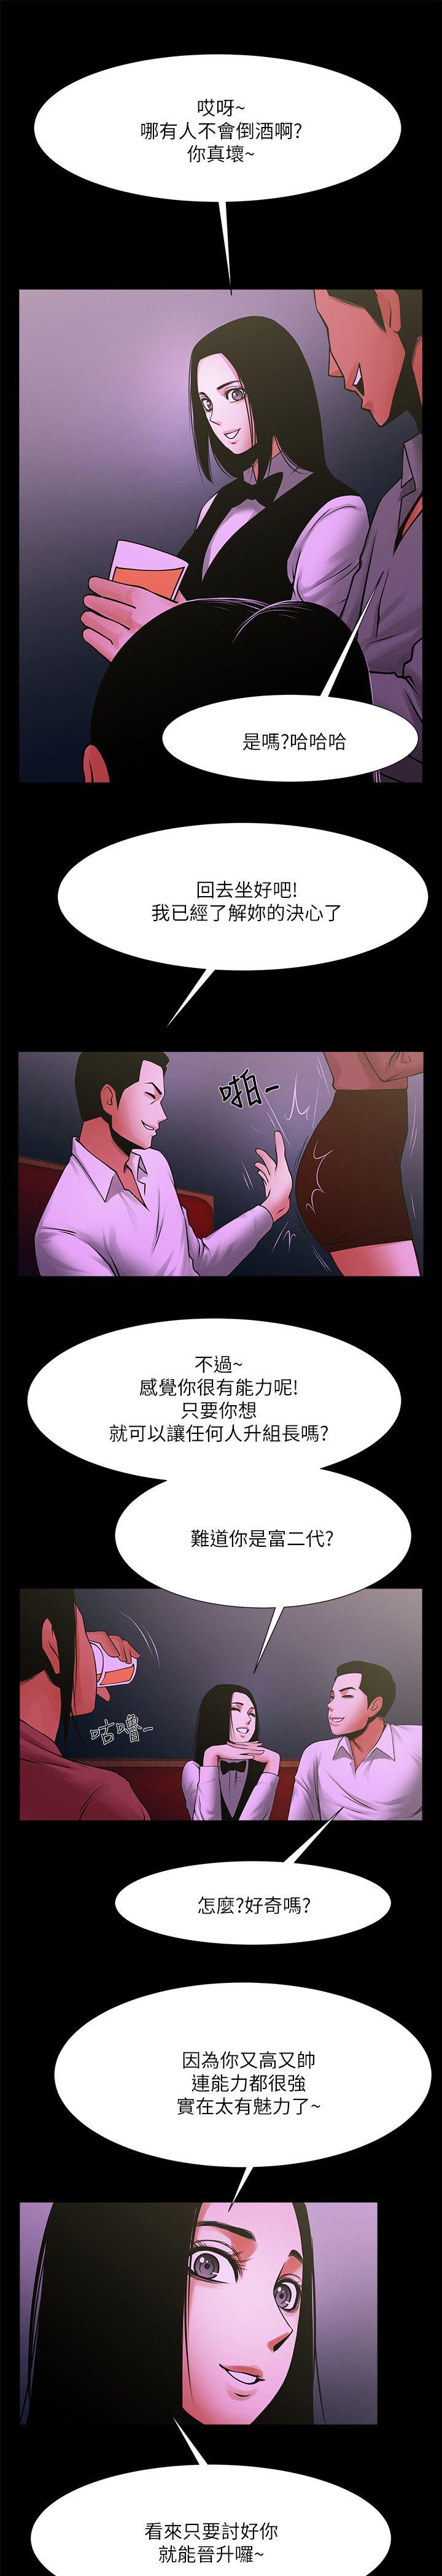 哎呀~
哪有人不會倒酒啊?
你真壞~
是嗎?哈哈哈
回去坐好吧!
我已經了解妳的決心了
啪~
不過~
感覺你很有能力呢!
只要你想
就可以讓任何人升組長嗎?
難道你是富二代?
咕嚕~
怎麼?好奇嗎?
因為你又高又帥
連能力都很強
實在太有魅力了~
看來只要討好你
就能晉升囉~